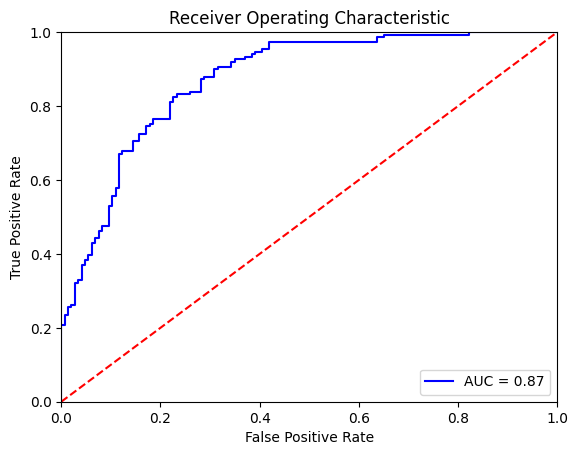 Receiver Operating Characteristic
1.0
0.8
0.6
0.4
0.2
0.0
True Positive Rate
AUC = 0.87
0.0 0.2 0.4 0.6 0.8 1.0
False Positive Rate